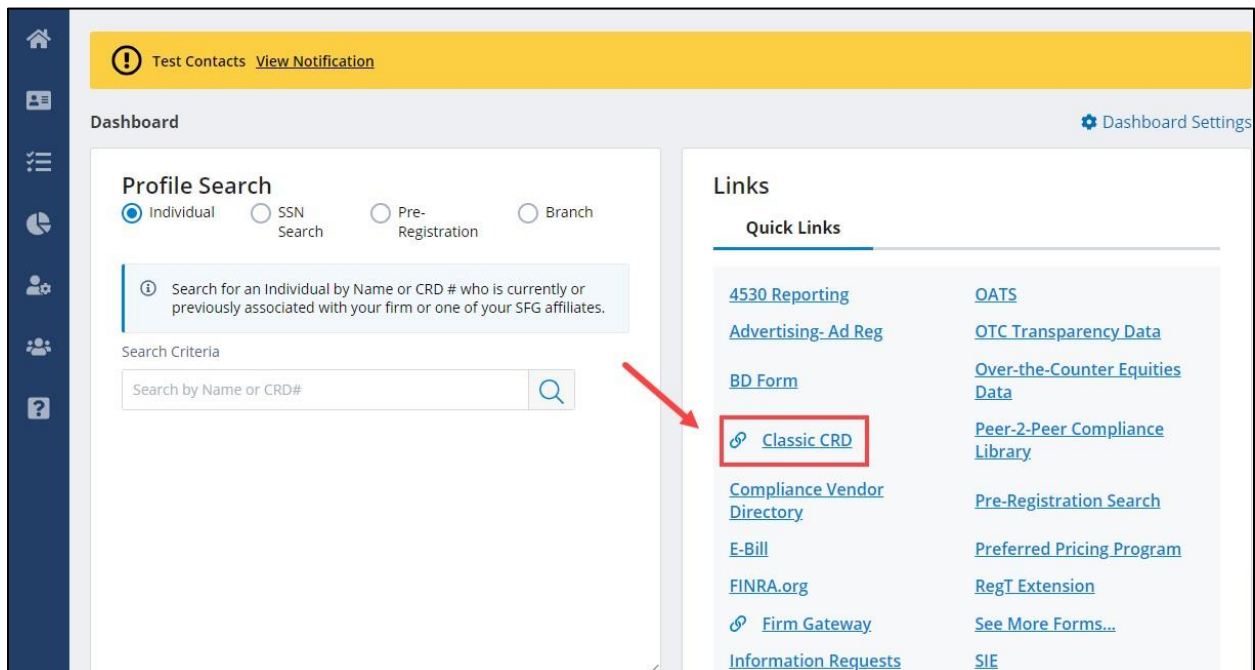 Test Contacts View Notification
Dashboard
Dashboard Settings
Profile Search
Individual
SSN
Search
Pre-
Registration
Branch
Search for an Individual by Name or CRD # who is currently or
previously associated with your firm or one of your SFG affiliates.
Search Criteria
Search by Name or CRD#
Links
Quick Links
4530 Reporting
Advertising- Ad Reg
BD Form
Classic CRD
Compliance Vendor
Directory
E-Bill
FINRA.org
Firm Gateway
Information Requests
OATS
OTC Transparency Data
Over-the-Counter Equities
Data
Peer-2-Peer Compliance
Library
Pre-Registration Search
Preferred Pricing Program
RegT Extension
See More Forms...
SIE